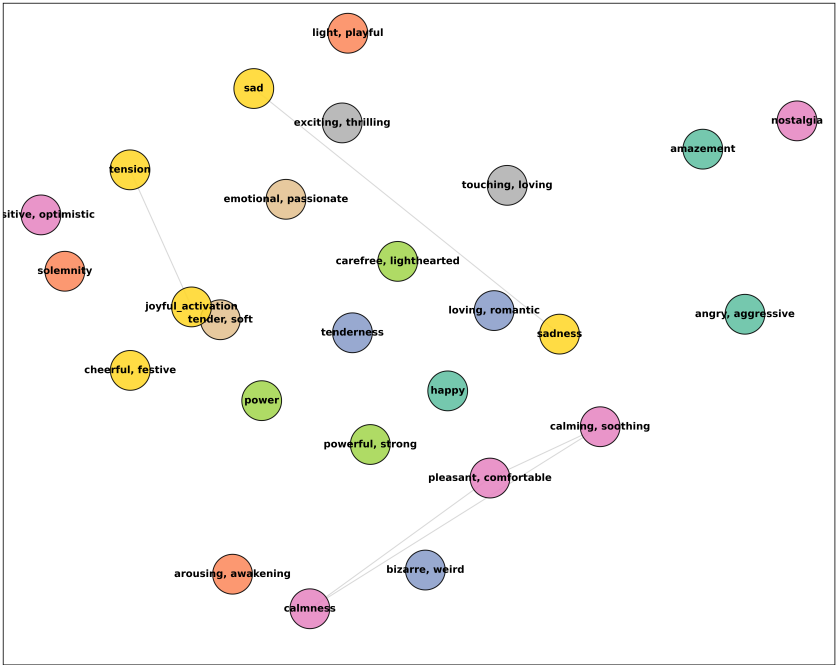 light, playful
sad
exciting, thrilling
nostalgia
amazement
tension
touching, loving
emotional, passionate
sitive, optimistic
carefree, lighthearted
solemnity
joyful_activation
tender, soft
loving, romantic
angry, aggressive
tenderness
sadness
cheerful, festive
happy
power
calming, soothing
powerful, strong
pleasant, comfortable
bizarre, weird
arousing, awakening
calmness